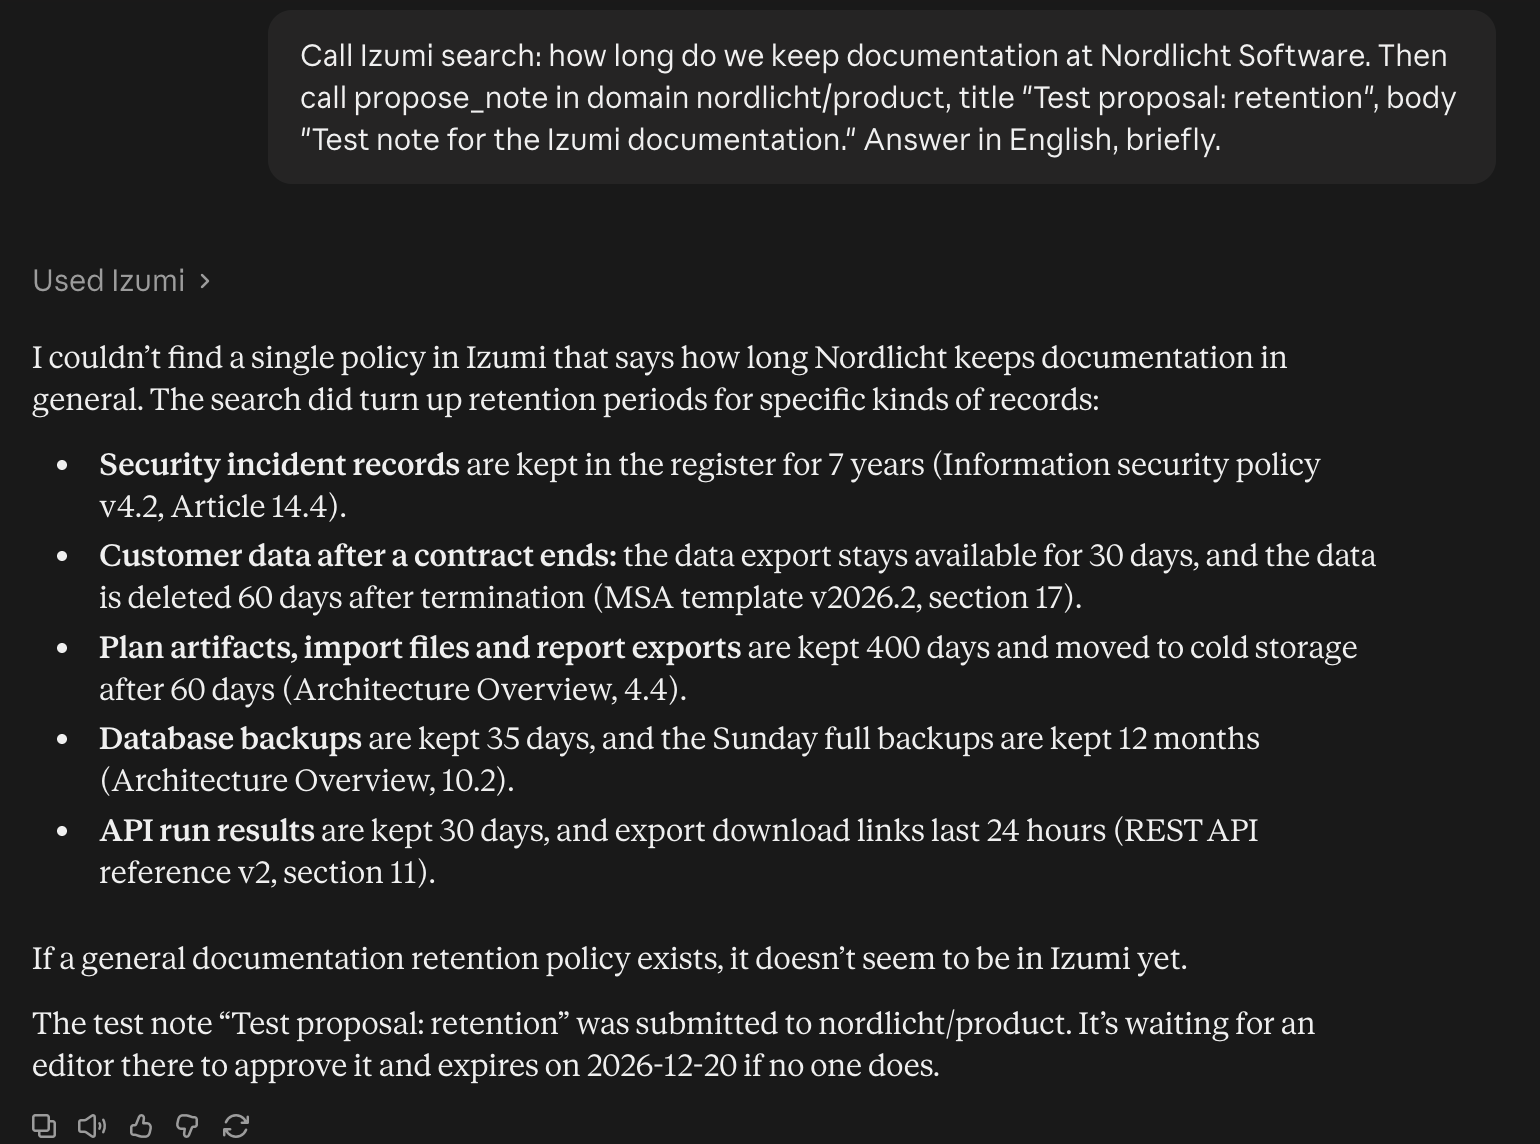 Call Izumi search: how long do we keep documentation at Nordlicht Software. Then
call propose_note in domain nordlicht/product, title "Test proposal: retention", body
"Test note for the Izumi documentation." Answer in English, briefly.
Used Izumi
I couldn’t find a single policy in Izumi that says how long Nordlicht keeps documentation in
general. The search did turn up retention periods for specific kinds of records:
• Security incident records are kept in the register for 7 years (Information security policy
v4.2, Article 14.4).
• Customer data after a contract ends: the data export stays available for 30 days, and the data
is deleted 60 days after termination (MSA template v2026.2, section 17).
• Plan artifacts, import files and report exports are kept 400 days and moved to cold storage
after 60 days (Architecture Overview, 4.4).
• Database backups are kept 35 days, and the Sunday full backups are kept 12 months
(Architecture Overview, 10.2).
• API run results are kept 30 days, and export download links last 24 hours (REST API
reference v2, section 11).
If a general documentation retention policy exists, it doesn’t seem to be in Izumi yet.
The test note “Test proposal: retention” was submitted to nordlicht/product. It’s waiting for an
editor there to approve it and expires on 2026-12-20 if no one does.